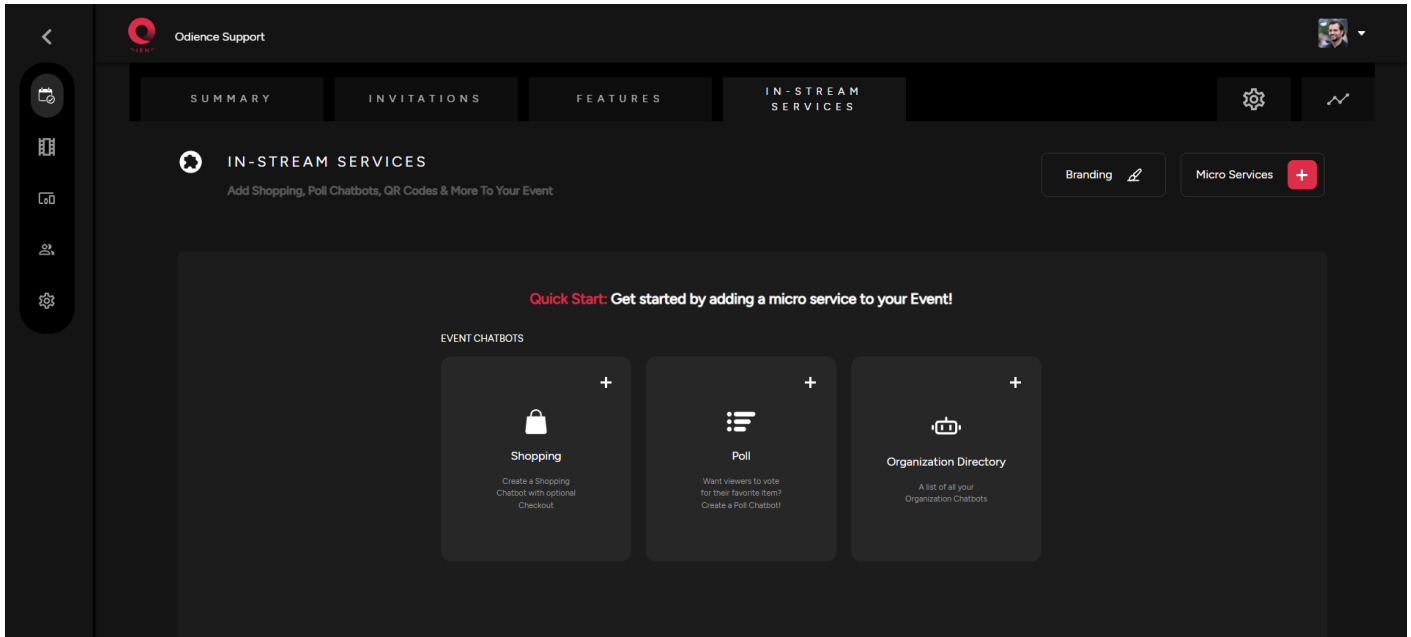 Odience Support
SUMMARY
INVITATIONS
FEATURES
IN-STREAM
SERVICES
IN-STREAM SERVICES
Add Shopping, Poll Chatbots, QR Codes & More To Your Event
Branding
Micro Services
Quick Start: Get started by adding a micro service to your Event!
EVENT CHATBOTS
Shopping
Create a Shopping
Chatbot with optional
Checkout
Poll
Want viewers to vote
for their favorite item?
Create a Poll Chatbot!
Organization Directory
A list of all your
Organization Chatbots